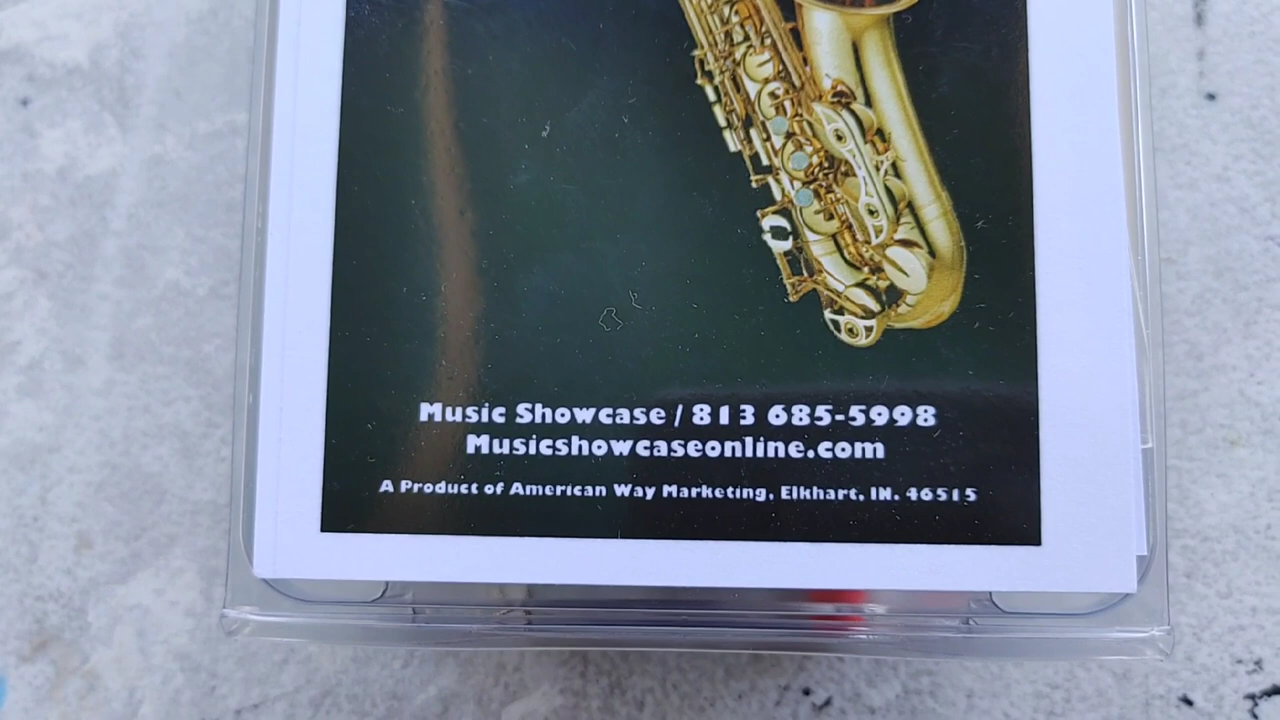 Music Showcase / 813 685-5998
Musicshowcaseonline.com
A Product of American Way Marketing, Elkhart, IN. 46515